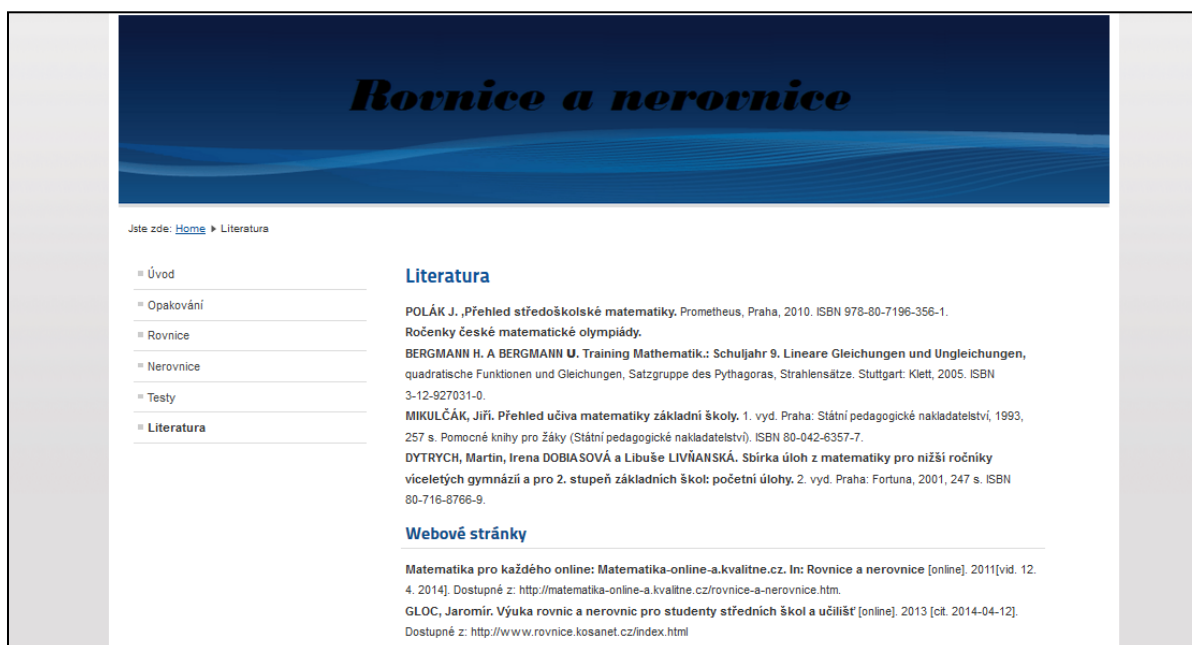 Rovnice a nerovnice
Jste zde: Home Literatura
Úvod
Opakování
Rovnice
Nerovnice
Testy
Literatura
Literatura
POLÁK J. ,Přehled středoškolské matematiky. Prometheus, Praha, 2010. ISBN 978-80-7196-356-1.
Ročenky české matematické olympiády.
BERGMANN H. A BERGMANN U. Training Mathematik.: Schuljahr 9. Lineare Gleichungen und Ungleichungen,
quadratische Funktionen und Gleichungen, Satzgruppe des Pythagoras, Strahlensätze. Stuttgart: Klett, 2005. ISBN
3-12-927031-0.
MIKULČÁK, Jiří. Přehled učiva matematiky základní školy. 1. vyd. Praha: Státní pedagogické nakladatelství, 1993,
257 s. Pomocné knihy pro žáky (Státní pedagogické nakladatelství). ISBN 80-042-6357-7.
DYTRYCH, Martin, Irena DOBIASOVÁ a Libuše LIVŇANSKÁ. Sbírka úloh z matematiky pro nižší ročníky
víceletých gymnázií a pro 2. stupeň základních škol: početní úlohy. 2. vyd. Praha: Fortuna, 2001, 247 s. ISBN
80-716-8766-9.
Webové stránky
Matematika pro každého online: Matematika-online-a.kvalitne.cz. In: Rovnice a nerovnice [online]. 2011[vid. 12.
4. 2014]. Dostupné z: http://matematika-online-a.kvalitne.cz/rovnice-a-nerovnice.htm.
GLOC, Jaromír. Výuka rovnic a nerovnic pro studenty středních škol a učilišť [online]. 2013 [cit. 2014-04-12].
Dostupné z: http://www.rovnice.kosanet.cz/index.html